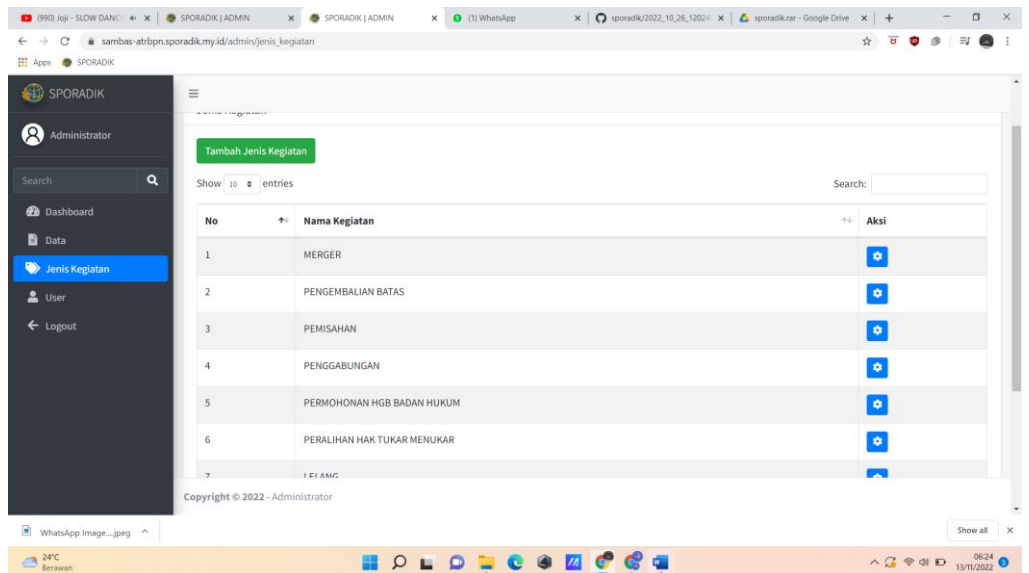 (990) Joji - SLOW DANC
SPORADIK | ADMIN
SPORADIK | ADMIN
(1) WhatsApp
sporadik/2022_10_26_12024
sporadik.rar - Google Drive
sambas-atrbpn.sporadik.my.id/admin/jenis_kegiatan
Apps
SPORADIK
SPORADIK
Administrator
Search
Dashboard
Data
Jenis Kegiatan
User
Logout
Jenis Kegiatan
Tambah Jenis Kegiatan
Show 10 entries
Search:
No Nama Kegiatan Aksi
1 MERGER
2 PENGEMBALIAN BATAS
3 PEMISAHAN
4 PENGGABUNGAN
5 PERMOHONAN HGB BADAN HUKUM
6 PERALIHAN HAK TUKAR MENUKAR
7 LELANG
Copyright © 2022 - Administrator
WhatsApp Image....jpeg
Show all
24°C
Berawan
06:24
13/11/2022
3